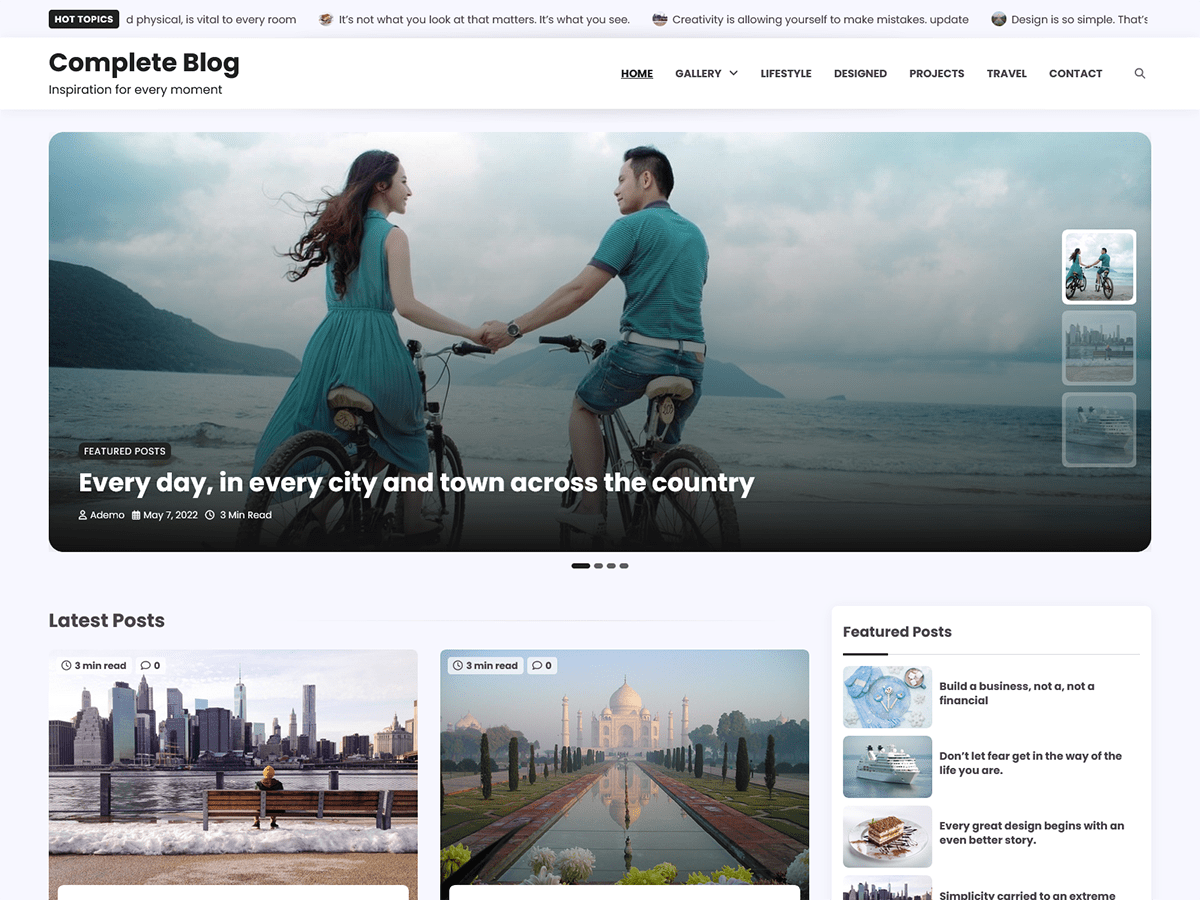 HOT TOPICS d physical, is vital to every room It’s not what you look at that matters. It’s what you see. Creativity is allowing yourself to make mistakes. update Design is so simple. That’s
Complete Blog
Inspiration for every moment
HOME GALLERY LIFESTYLE DESIGNED PROJECTS TRAVEL CONTACT
FEATURED POSTS
Every day, in every city and town across the country
Ademo May 7, 2022 3 Min Read
Latest Posts
3 min read 0
3 min read 0
Featured Posts
Build a business, not a, not a
financial
Don’t let fear get in the way of the
life you are.
Every great design begins with an
even better story.
Simplicity carried to an extreme